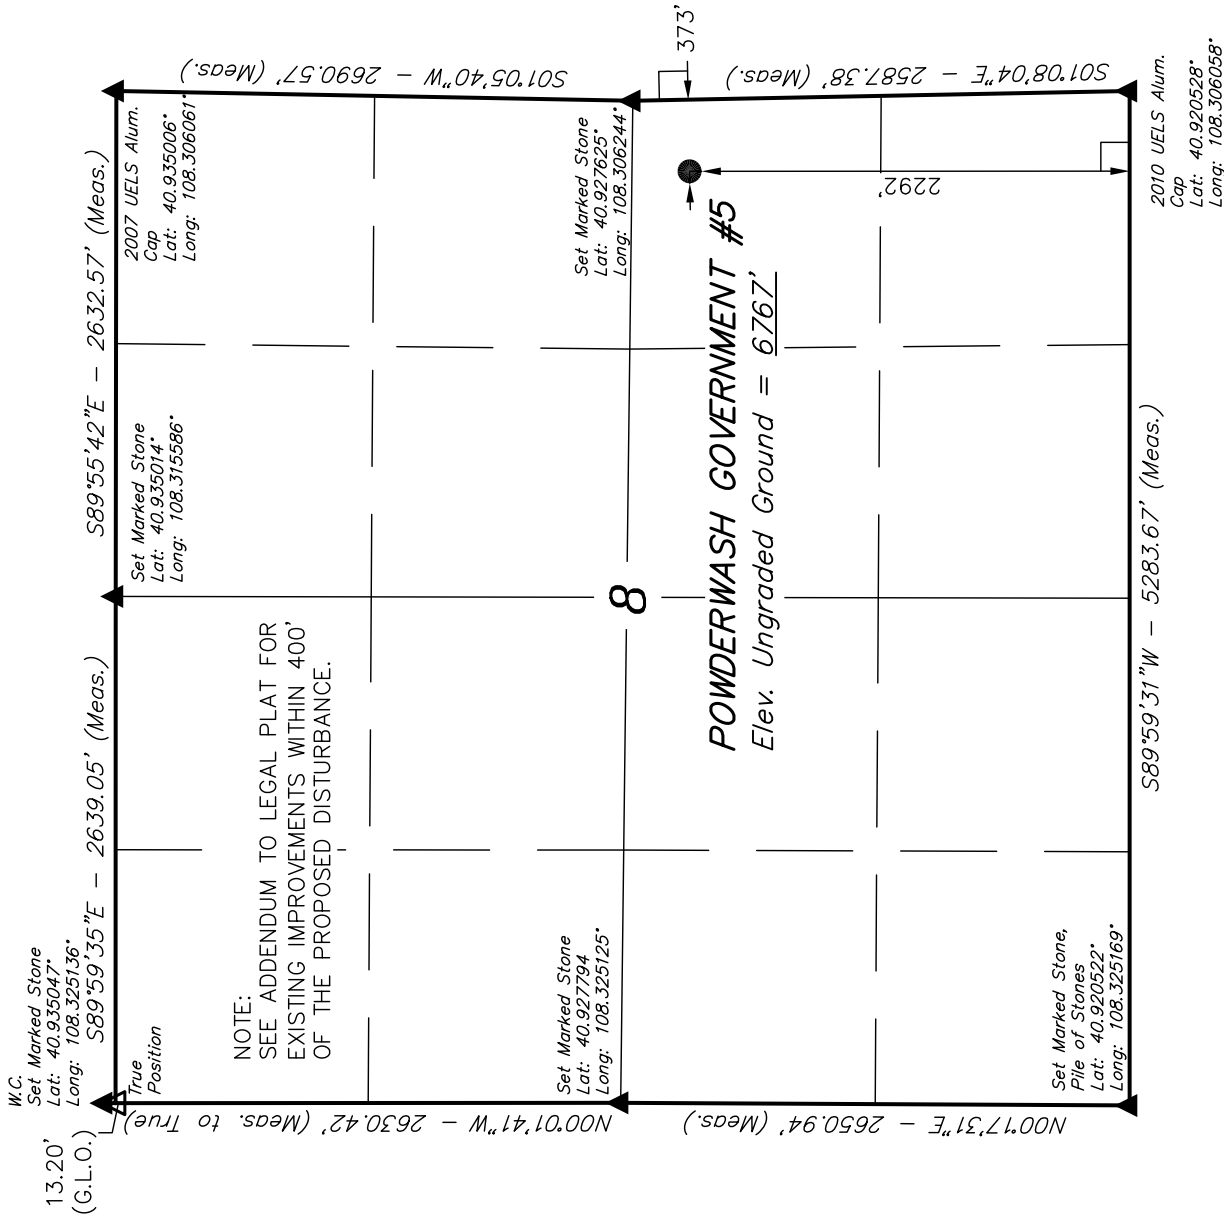 W.C.
Set Marked Stone
Lat: 40.935047°
Long: 108.325136°
13.20'
(G.L.O.)
True
Position
S89°59'35"E - 2639.05' (Meas.)
Set Marked Stone
Lat: 40.935014°
Long: 108.315586°
S89°55'42"E - 2632.57' (Meas.)
2007 UELS Alum.
Cap
Lat: 40.935006°
Long: 108.306061°
NOTE:
SEE ADDENDUM TO LEGAL PLAT FOR
EXISTING IMPROVEMENTS WITHIN 400'
OF THE PROPOSED DISTURBANCE.
N00°01'41"W - 2630.42' (Meas. to True)
S01°05'40"W - 2690.57' (Meas.)
Set Marked Stone
Lat: 40.927794
Long: 108.325125°
8
Set Marked Stone
Lat: 40.927625°
Long: 108.306244°
373'
POWDERWASH GOVERNMENT #5
Elev. Ungraded Ground = 6767'
2292'
N00°17'31"E - 2650.94' (Meas.)
S01°08'04"E - 2587.38' (Meas.)
Set Marked Stone,
Pile of Stones
Lat: 40.920522°
Long: 108.325169°
S89°59'31"W - 5283.67' (Meas.)
2010 UELS Alum.
Cap
Lat: 40.920528°
Long: 108.306058°